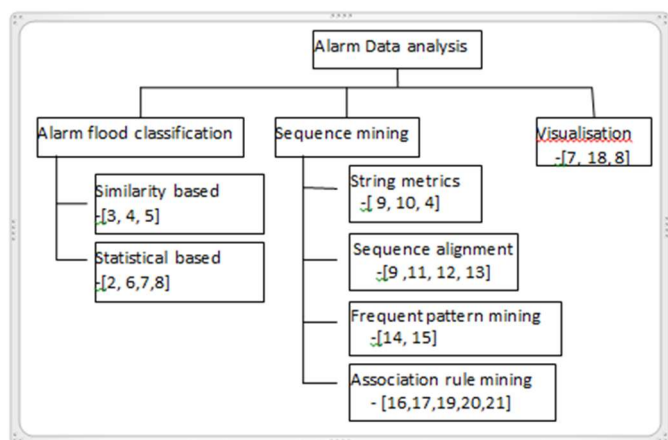 Alarm Data analysis
Alarm flood classification
Similarity based
-[3, 4, 5]
Statistical based
-[2, 6,7,8]
Sequence mining
String metrics
-[ 9, 10, 4]
Sequence alignment
-[9 ,11, 12, 13]
Frequent pattern mining
-[14, 15]
Association rule mining
- [16,17,19,20,21]
Visualisation
-[7, 18,8]